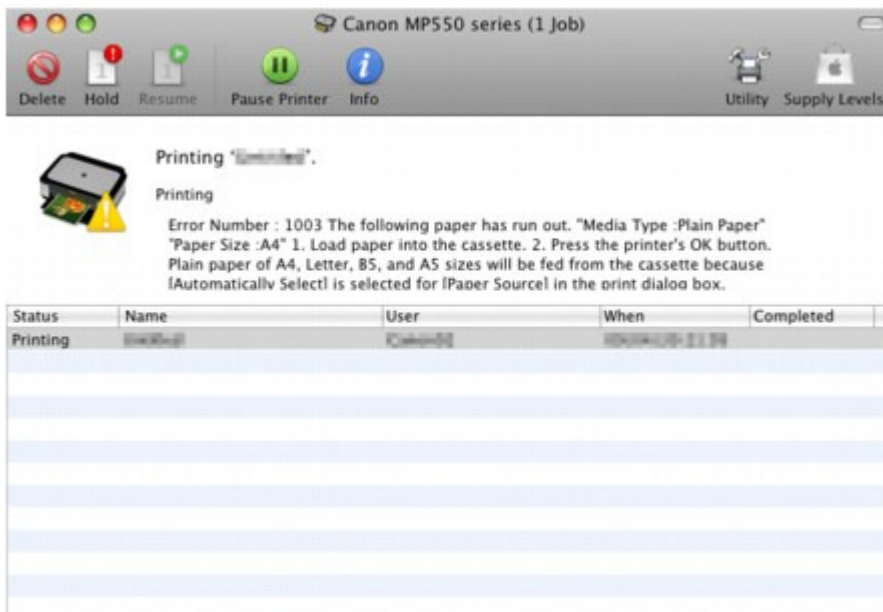 Canon MP550 series (1 Job)
Delete Hold Resume Pause Printer Info Utility Supply Levels
Printing ‘ ’.
Printing
Error Number : 1003 The following paper has run out. "Media Type :Plain Paper"
"Paper Size :A4" 1. Load paper into the cassette. 2. Press the printer's OK button.
Plain paper of A4, Letter, B5, and A5 sizes will be fed from the cassette because
[Automatically Select] is selected for [Paper Source] in the print dialog box.
Status Name User When Completed
Printing